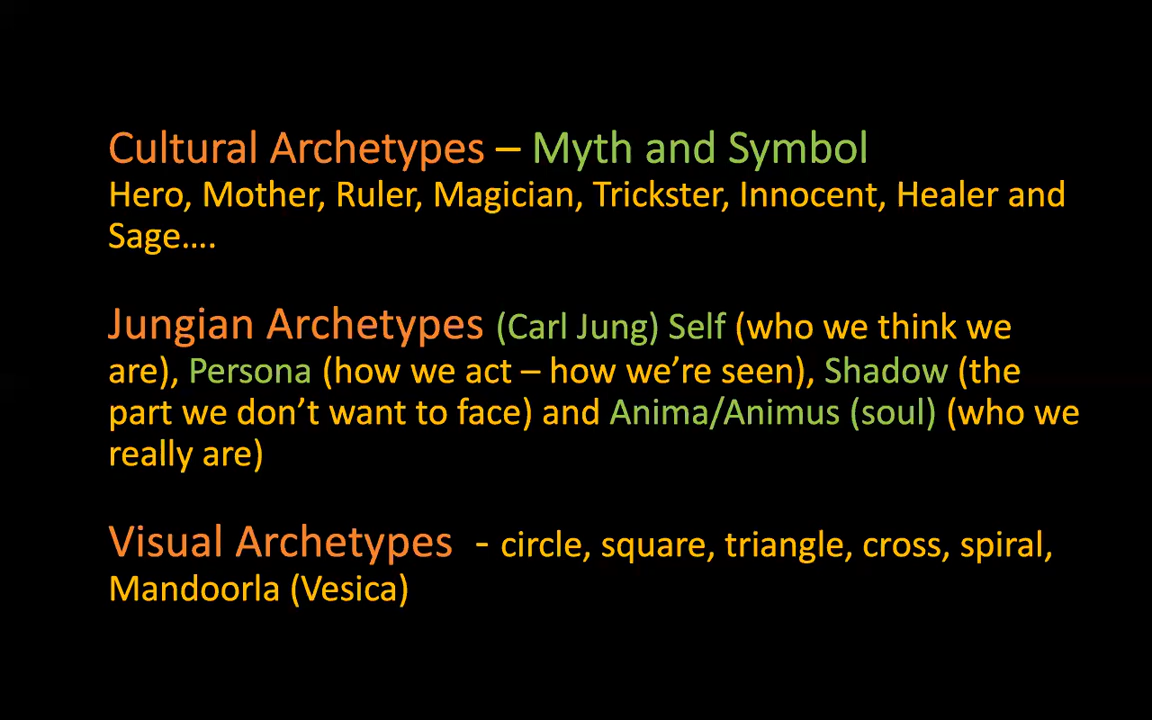 Cultural Archetypes – Myth and Symbol
Hero, Mother, Ruler, Magician, Trickster, Innocent, Healer and
Sage….
Jungian Archetypes (Carl Jung) Self (who we think we
are), Persona (how we act – how we’re seen), Shadow (the
part we don’t want to face) and Anima/Animus (soul) (who we
really are)
Visual Archetypes - circle, square, triangle, cross, spiral,
Mandoorla (Vesica)